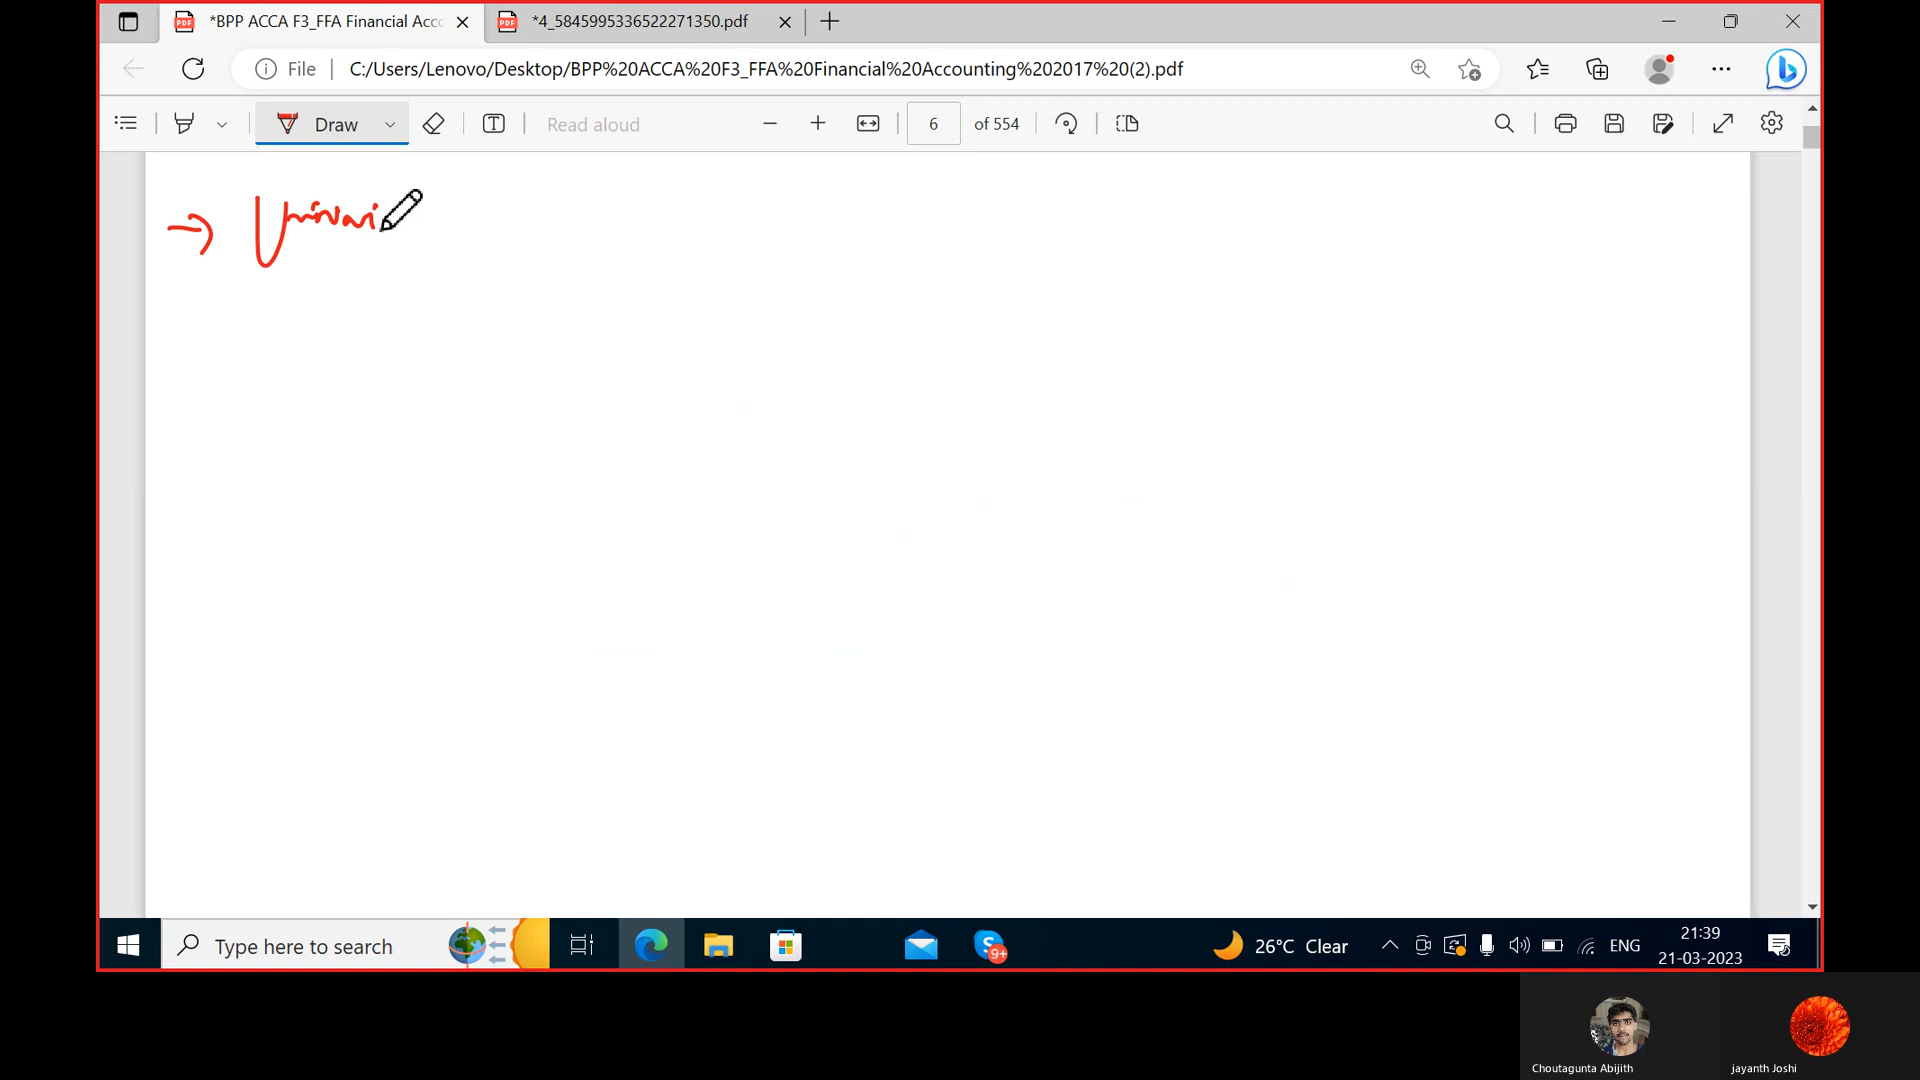 *BPP ACCA F3_FFA Financial Acc
*4_5845995336522271350.pdf
File
C:/Users/Lenovo/Desktop/BPP%20ACCA%20F3_FFA%20Financial%20Accounting%202017%20(2).pdf
Draw
Read aloud
6 of 554
Type here to search
26°C Clear
ENG
21:39
21-03-2023
9+
Choutagunta Abijith
jayanth Joshi